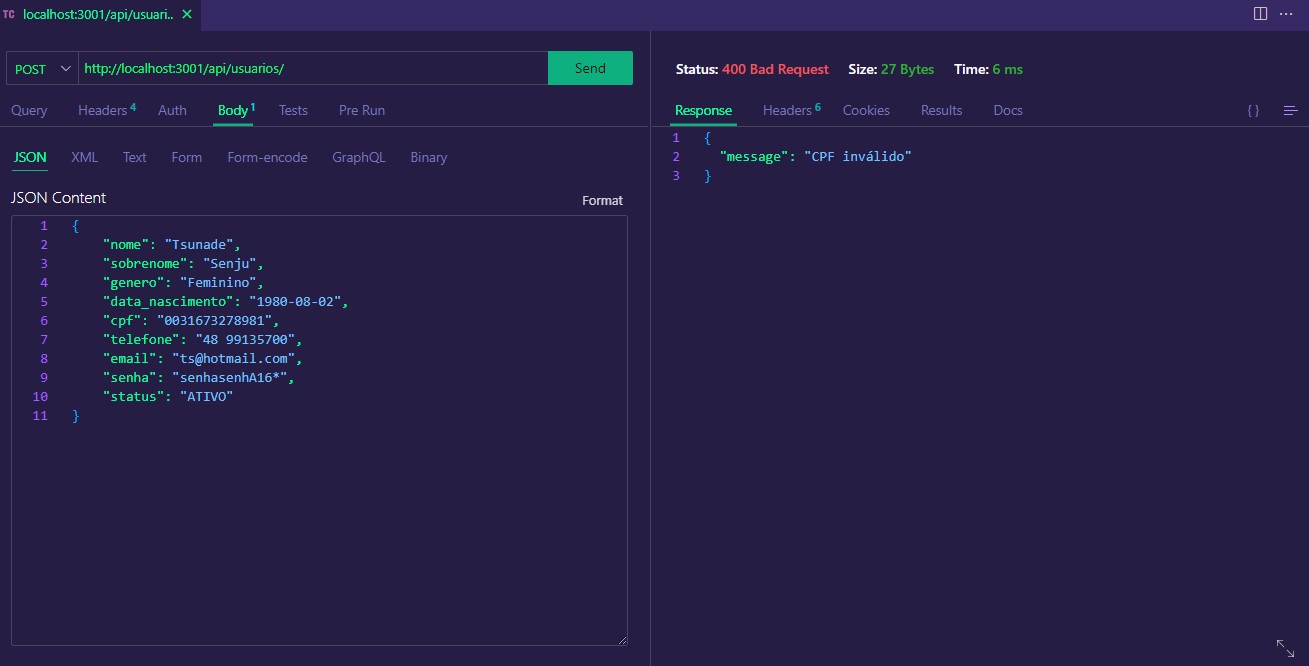 TC localhost:3001/api/usuari.. ×
POST http://localhost:3001/api/usuarios/ Send
Query Headers 4 Auth Body 1 Tests Pre Run
JSON XML Text Form Form-encode GraphQL Binary
JSON Content Format
1 {
2 "nome": "Tsunade",
3 "sobrenome": "Senju",
4 "genero": "Feminino",
5 "data_nascimento": "1980-08-02",
6 "cpf": "0031673278981",
7 "telefone": "48 99135700",
8 "email": "ts@hotmail.com",
9 "senha": "senhasenhA16*",
10 "status": "ATIVO"
11 }
Status: 400 Bad Request Size: 27 Bytes Time: 6 ms
Response Headers 6 Cookies Results Docs { }
1 {
2 "message": "CPF inválido"
3 }